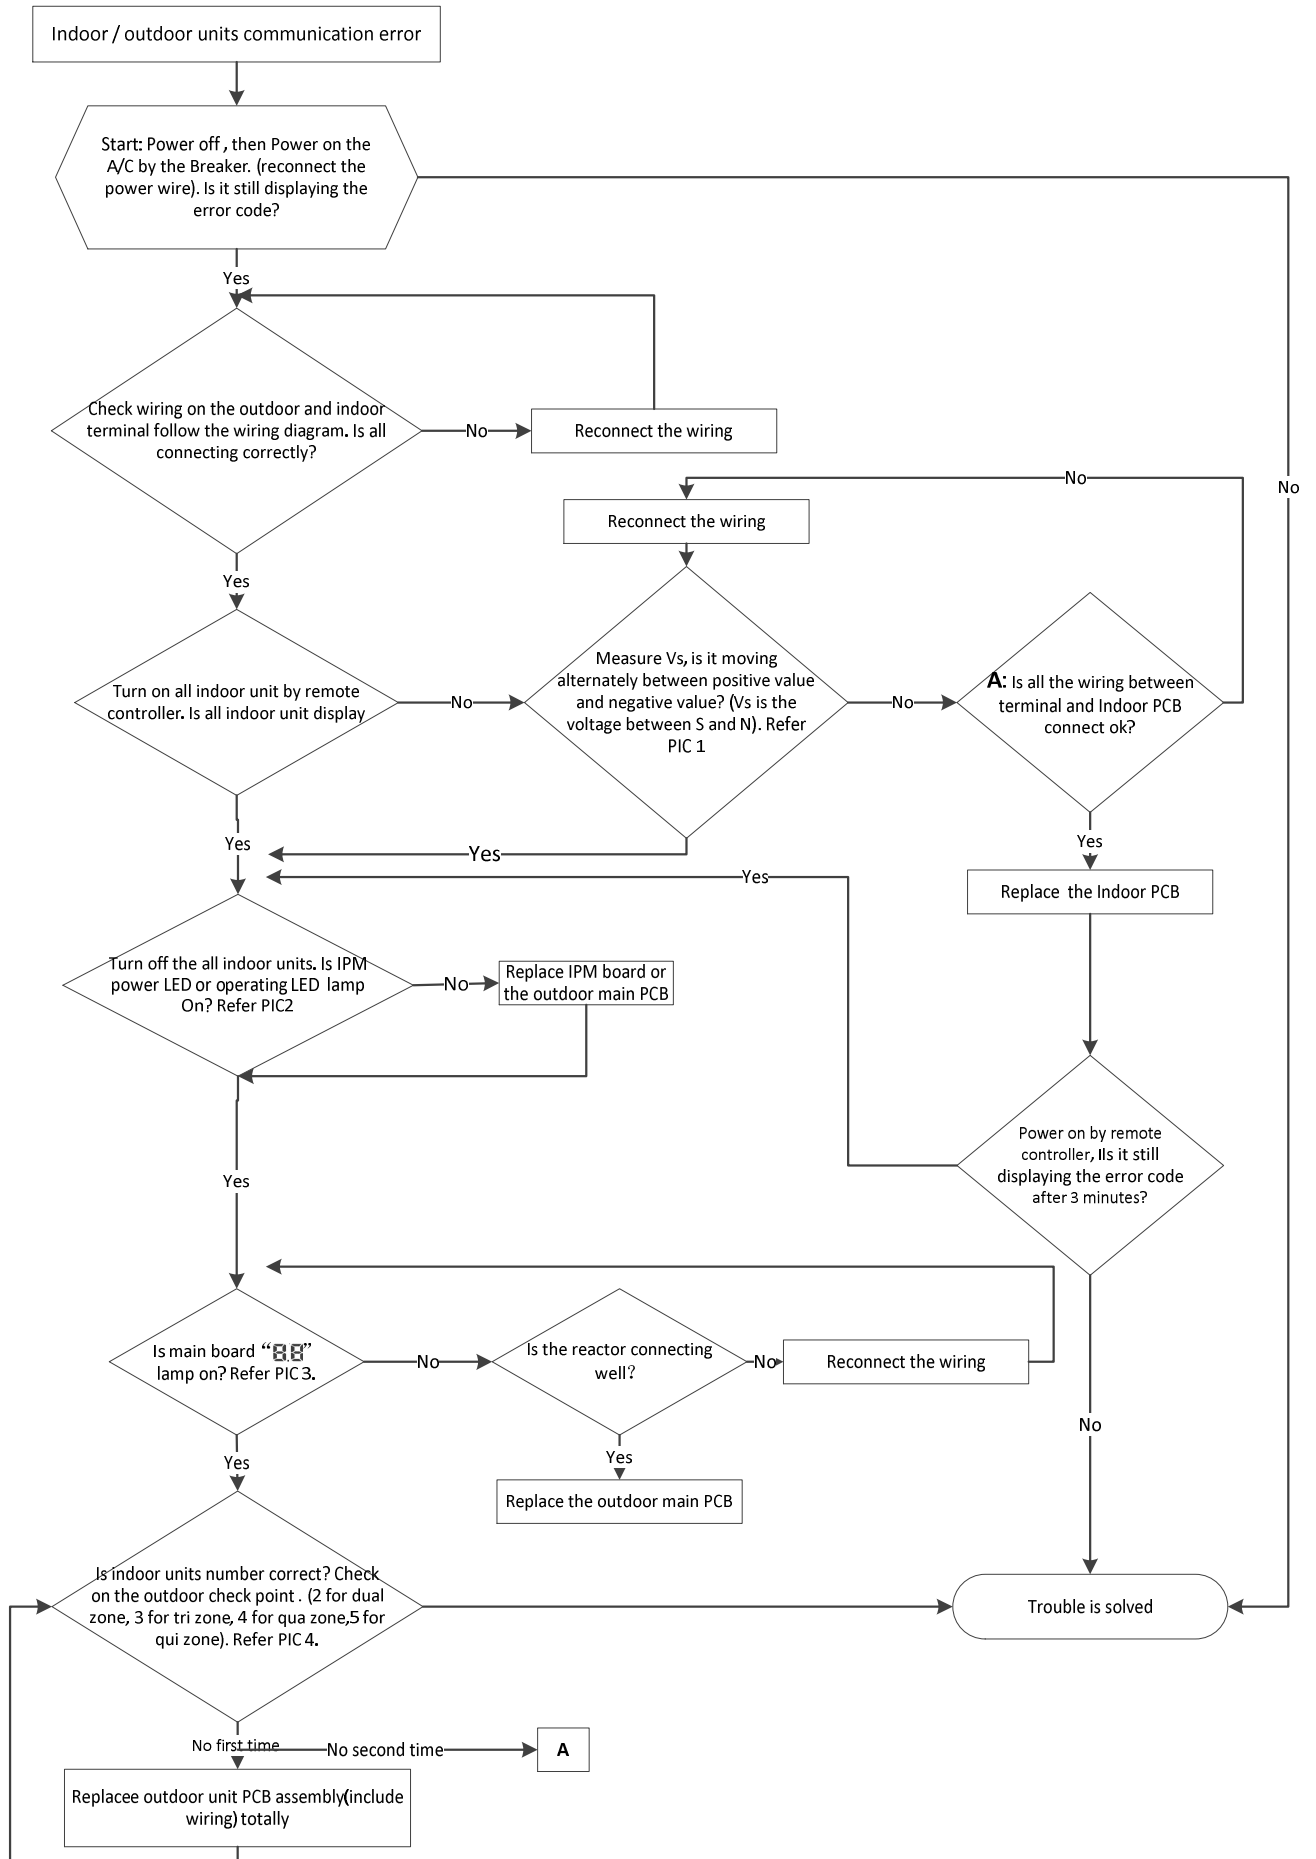 Indoor / outdoor units communication error
Start: Power off , then Power on the
A/C by the Breaker. (reconnect the
power wire). Is it still displaying the
error code?
Yes
No
Check wiring on the outdoor and indoor
terminal follow the wiring diagram. Is all
connecting correctly?
No
Reconnect the wiring
Yes
No
Reconnect the wiring
Turn on all indoor unit by remote
controller. Is all indoor unit display
No
Measure Vs, is it moving
alternately between positive value
and negative value? (Vs is the
voltage between S and N). Refer
PIC 1
No
A: Is all the wiring between
terminal and Indoor PCB
connect ok?
Yes
Yes
Yes
Yes
Replace the Indoor PCB
Turn off the all indoor units. Is IPM
power LED or operating LED lamp
On? Refer PIC2
No
Replace IPM board or
the outdoor main PCB
Yes
Power on by remote
controller, IIs it still
displaying the error code
after 3 minutes?
No
Is main board “8.8”
lamp on? Refer PIC 3.
No
Is the reactor connecting
well?
No
Reconnect the wiring
Yes
Yes
Replace the outdoor main PCB
Is indoor units number correct? Check
on the outdoor check point . (2 for dual
zone, 3 for tri zone, 4 for qua zone,5 for
qui zone). Refer PIC 4.
Trouble is solved
No first time
No second time
A
Replacee outdoor unit PCB assembly(include
wiring) totally